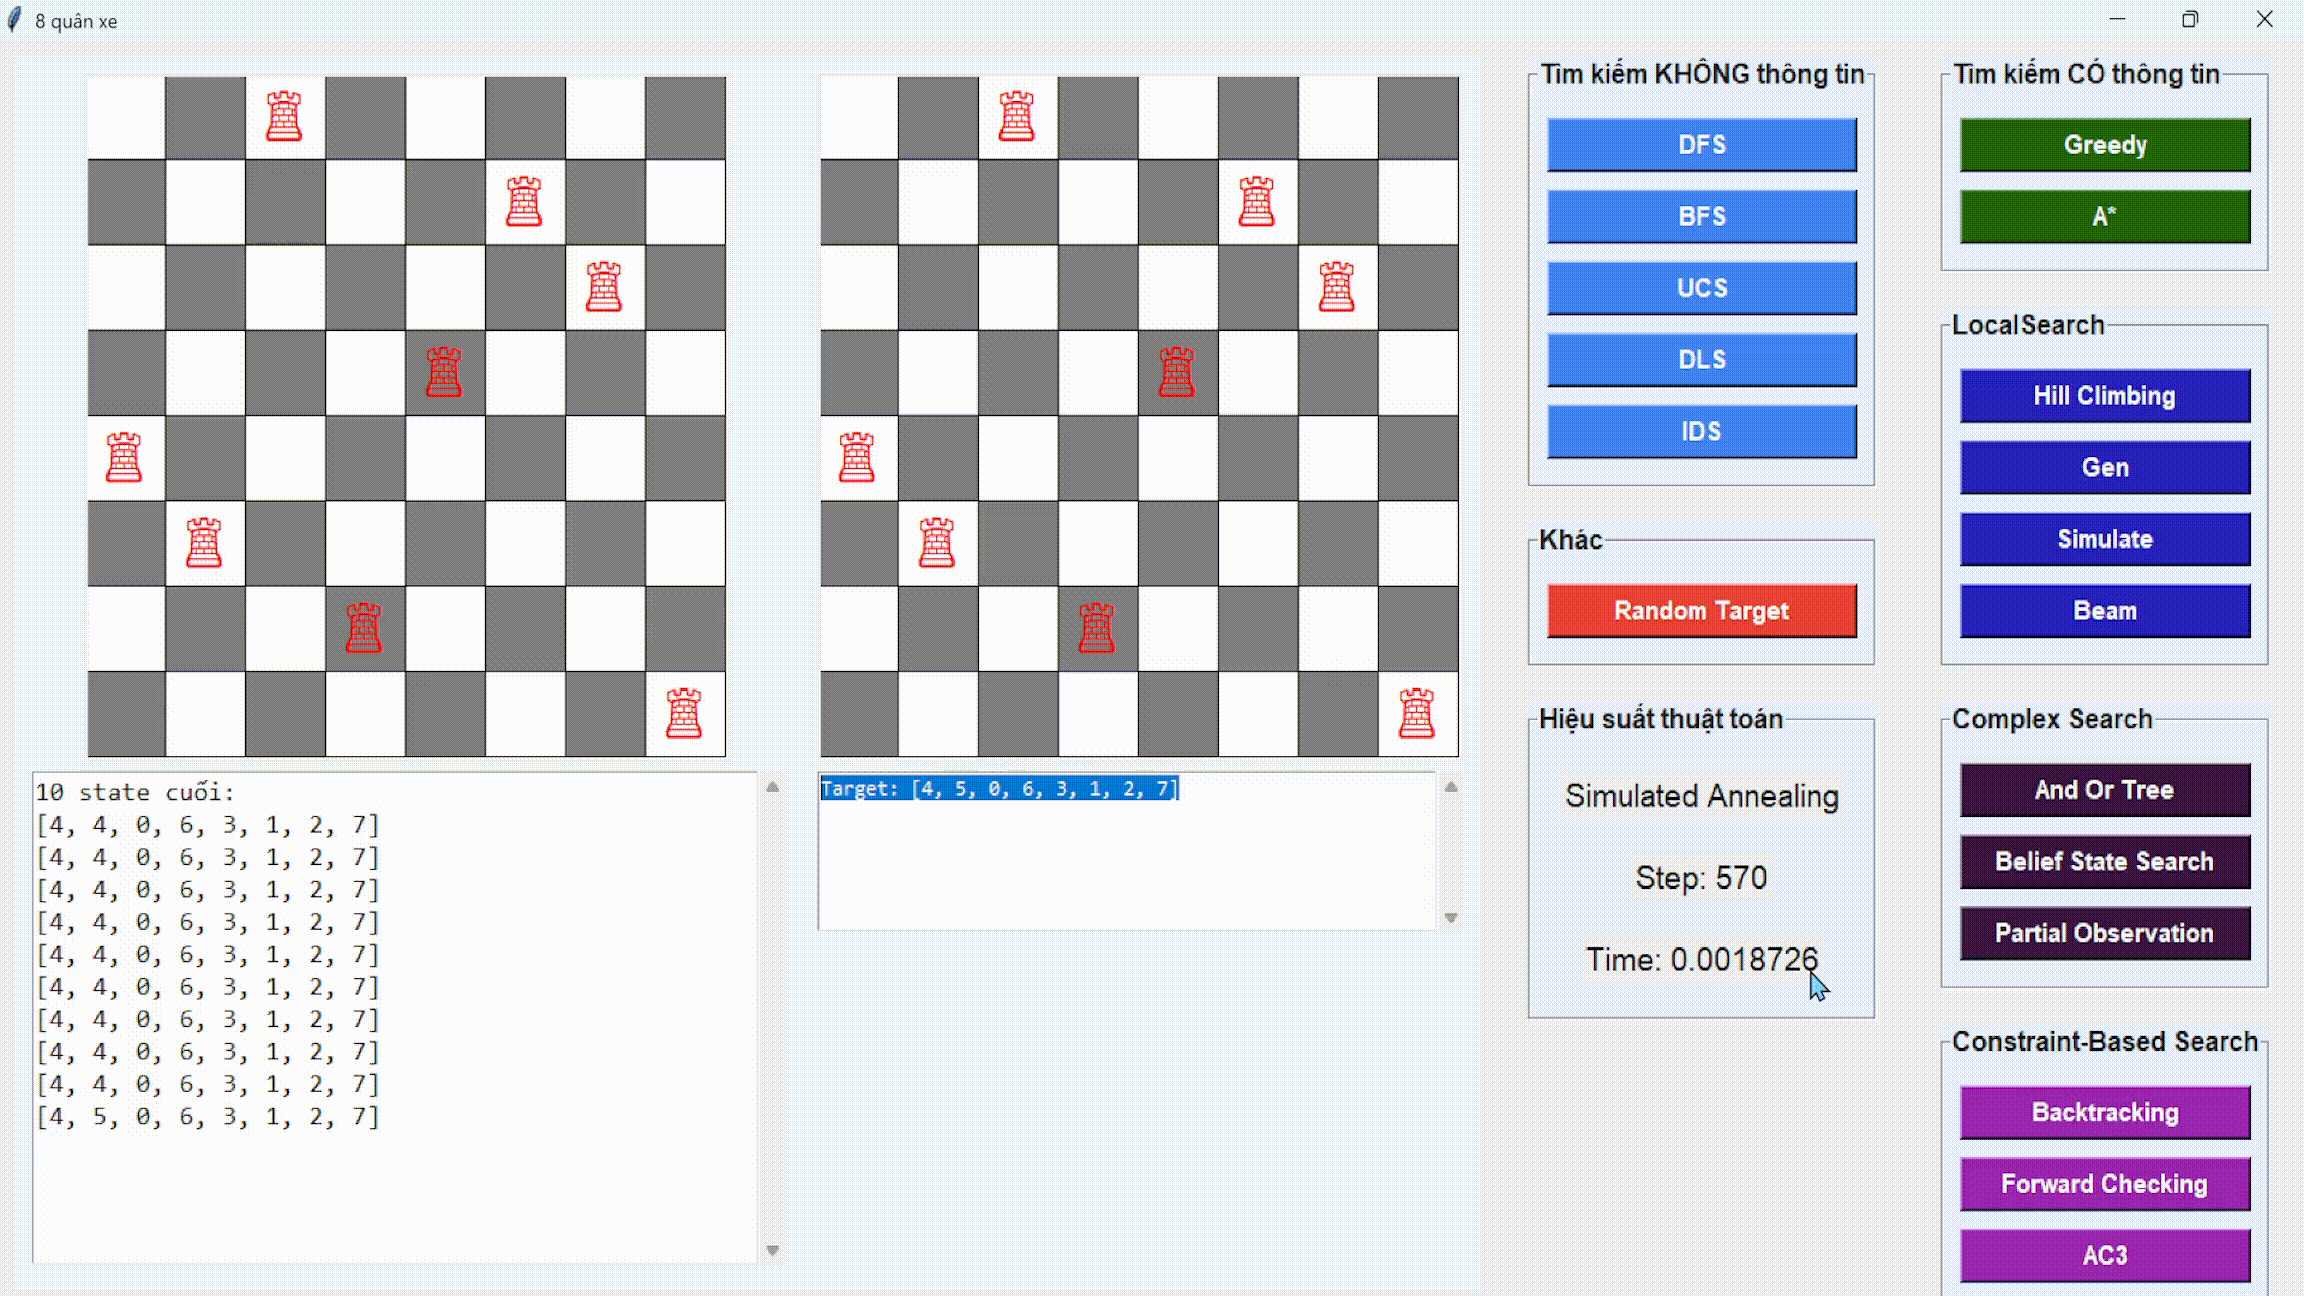 8 quân xe
10 state cuối:
[4, 4, 0, 6, 3, 1, 2, 7]
[4, 4, 0, 6, 3, 1, 2, 7]
[4, 4, 0, 6, 3, 1, 2, 7]
[4, 4, 0, 6, 3, 1, 2, 7]
[4, 4, 0, 6, 3, 1, 2, 7]
[4, 4, 0, 6, 3, 1, 2, 7]
[4, 4, 0, 6, 3, 1, 2, 7]
[4, 4, 0, 6, 3, 1, 2, 7]
[4, 4, 0, 6, 3, 1, 2, 7]
[4, 5, 0, 6, 3, 1, 2, 7]
Target: [4, 5, 0, 6, 3, 1, 2, 7]
Tìm kiếm KHÔNG thông tin
DFS
BFS
UCS
DLS
IDS
Khác
Random Target
Hiệu suất thuật toán
Simulated Annealing
Step: 570
Time: 0.0018726
Tìm kiếm CÓ thông tin
Greedy
A*
LocalSearch
Hill Climbing
Gen
Simulate
Beam
Complex Search
And Or Tree
Belief State Search
Partial Observation
Constraint-Based Search
Backtracking
Forward Checking
AC3